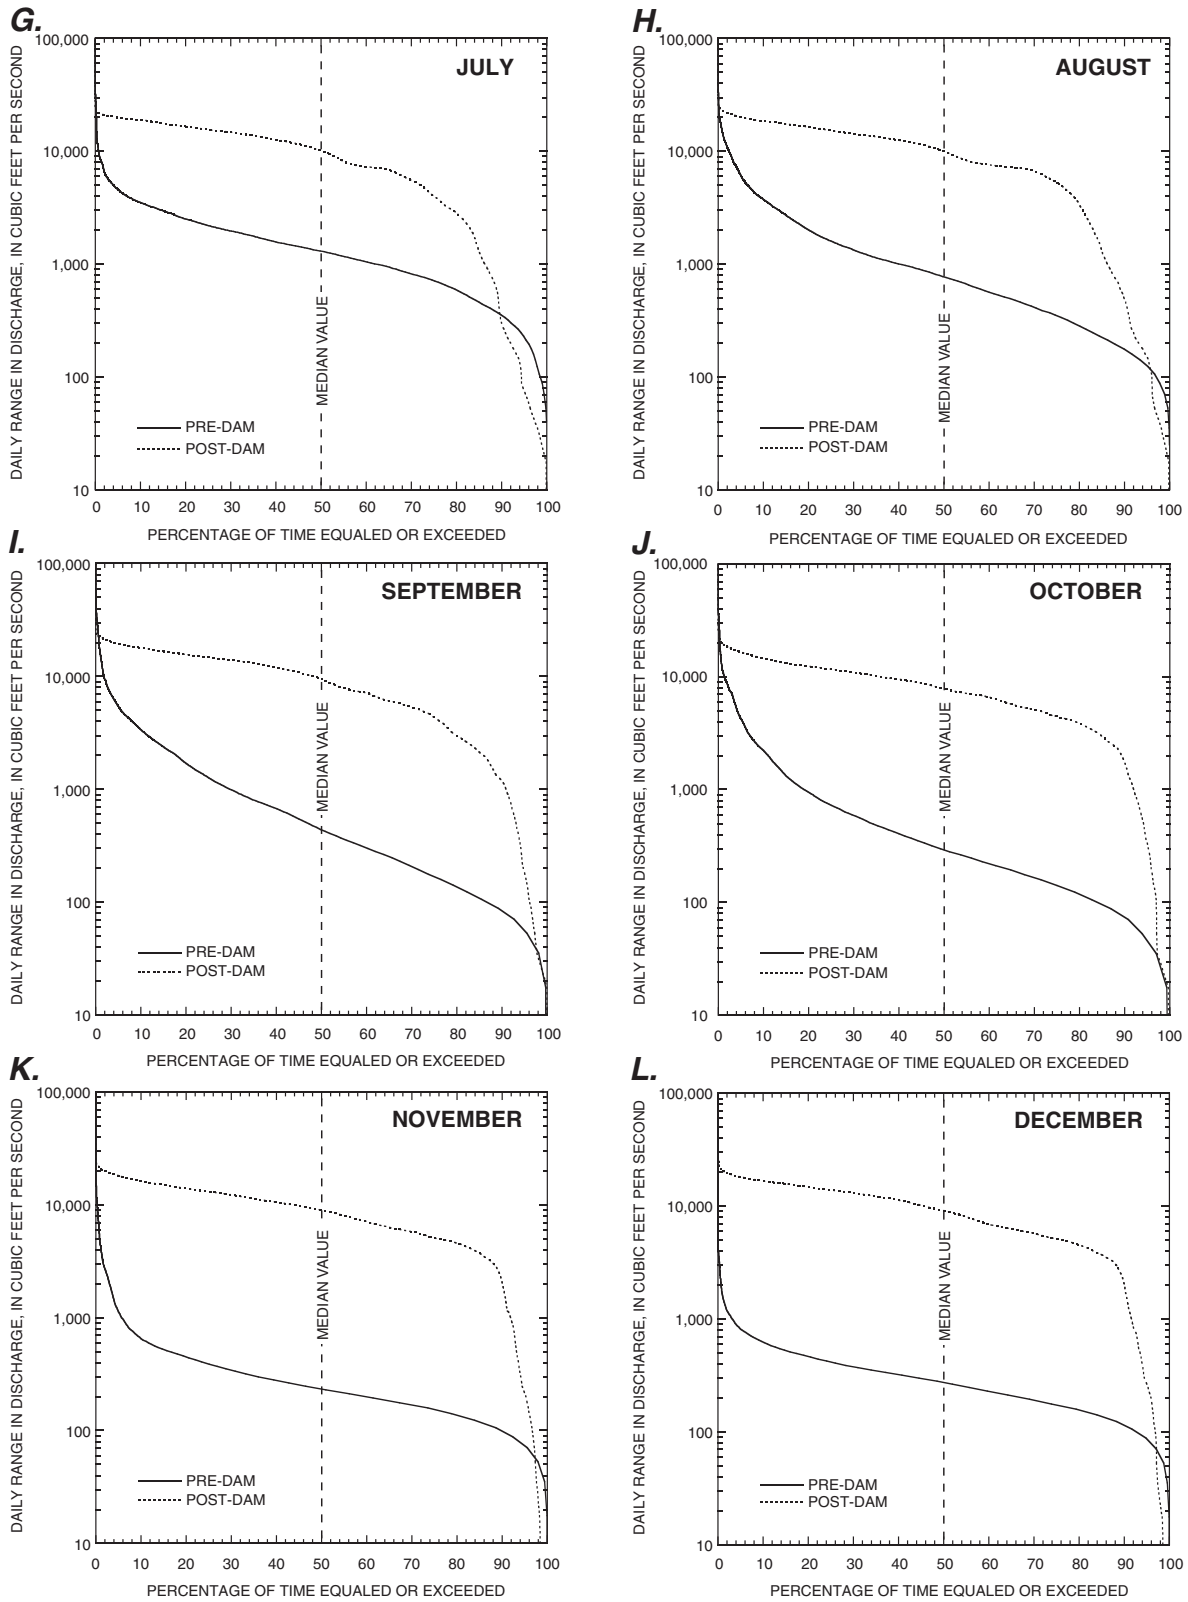 G.
JULY
DAILY RANGE IN DISCHARGE, IN CUBIC FEET PER SECOND
100,000
10,000
1,000
100
10
MEDIAN VALUE
PRE-DAM
POST-DAM
0 10 20 30 40 50 60 70 80 90 100
PERCENTAGE OF TIME EQUALED OR EXCEEDED
H.
AUGUST
DAILY RANGE IN DISCHARGE, IN CUBIC FEET PER SECOND
100,000
10,000
1,000
100
10
MEDIAN VALUE
PRE-DAM
POST-DAM
0 10 20 30 40 50 60 70 80 90 100
PERCENTAGE OF TIME EQUALED OR EXCEEDED
I.
SEPTEMBER
DAILY RANGE IN DISCHARGE, IN CUBIC FEET PER SECOND
100,000
10,000
1,000
100
10
MEDIAN VALUE
PRE-DAM
POST-DAM
0 10 20 30 40 50 60 70 80 90 100
PERCENTAGE OF TIME EQUALED OR EXCEEDED
J.
OCTOBER
DAILY RANGE IN DISCHARGE, IN CUBIC FEET PER SECOND
100,000
10,000
1,000
100
10
MEDIAN VALUE
PRE-DAM
POST-DAM
0 10 20 30 40 50 60 70 80 90 100
PERCENTAGE OF TIME EQUALED OR EXCEEDED
K.
NOVEMBER
DAILY RANGE IN DISCHARGE, IN CUBIC FEET PER SECOND
100,000
10,000
1,000
100
10
MEDIAN VALUE
PRE-DAM
POST-DAM
0 10 20 30 40 50 60 70 80 90 100
PERCENTAGE OF TIME EQUALED OR EXCEEDED
L.
DECEMBER
DAILY RANGE IN DISCHARGE, IN CUBIC FEET PER SECOND
100,000
10,000
1,000
100
10
MEDIAN VALUE
PRE-DAM
POST-DAM
0 10 20 30 40 50 60 70 80 90 100
PERCENTAGE OF TIME EQUALED OR EXCEEDED